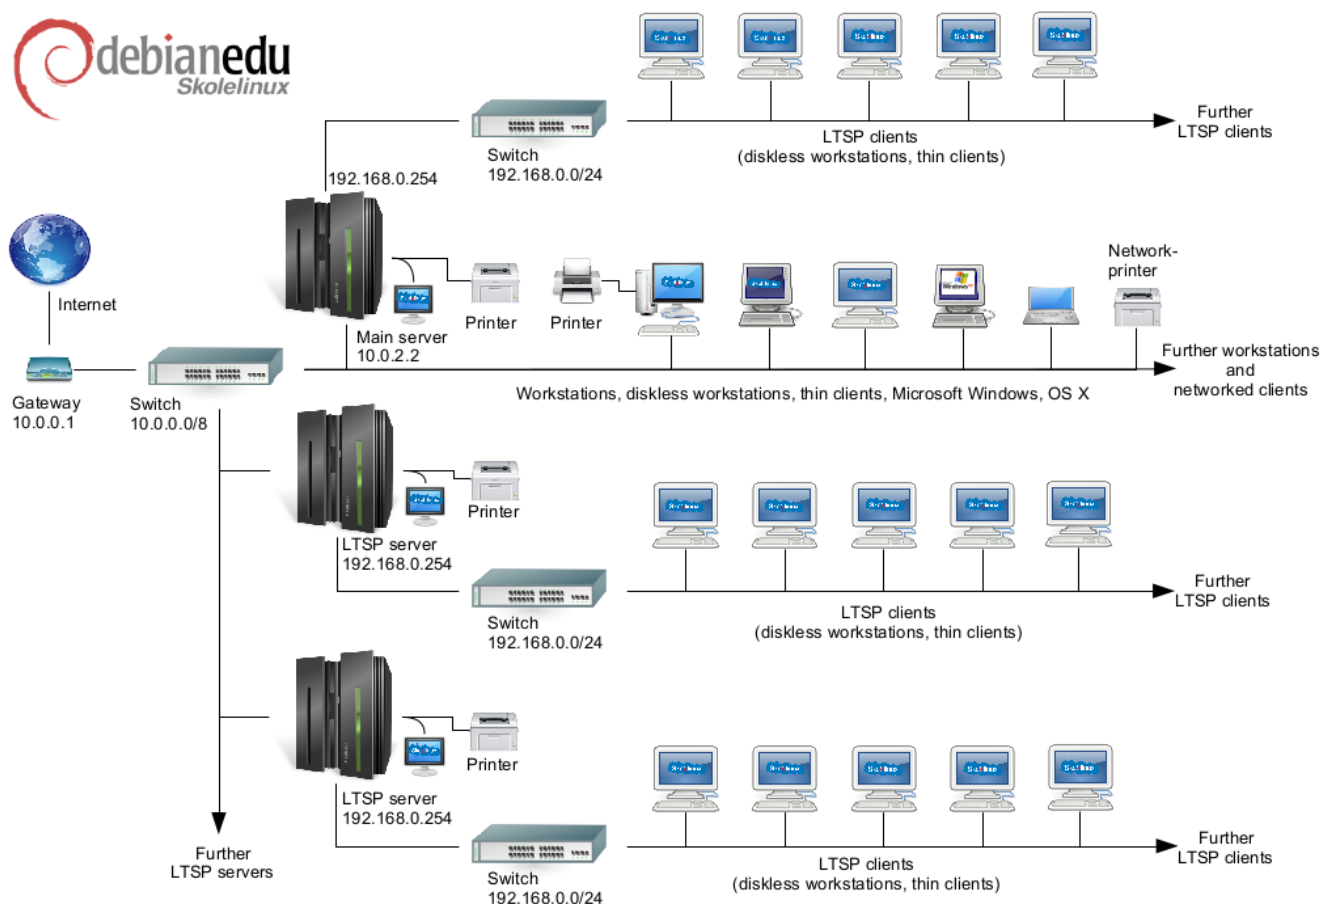 debianedu
Skolelinux
Further
LTSP clients
LTSP clients
(diskless workstations, thin clients)
Switch
192.168.0.0/24
192.168.0.254
Internet
Network-
printer
Printer
Printer
Main server
10.0.2.2
Windows
Further workstations
and
networked clients
Workstations, diskless workstations, thin clients, Microsoft Windows, OS X
Gateway
10.0.0.1
Switch
10.0.0.0/8
Printer
LTSP server
192.168.0.254
Further
LTSP clients
LTSP clients
(diskless workstations, thin clients)
Switch
192.168.0.0/24
Printer
LTSP server
192.168.0.254
Further
LTSP servers
Further
LTSP clients
LTSP clients
(diskless workstations, thin clients)
Switch
192.168.0.0/24